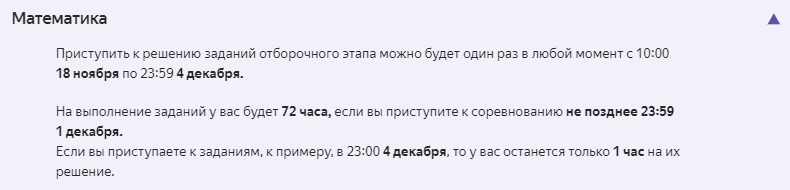 Математика
Приступить к решению заданий отборочного этапа можно будет один раз в любой момент с 10:00
18 ноября по 23:59 4 декабря.
На выполнение заданий у вас будет 72 часа, если вы приступите к соревнованию не позднее 23:59
1 декабря.
Если вы приступаете к заданиям, к примеру, в 23:00 4 декабря, то у вас останется только 1 час на их
решение.